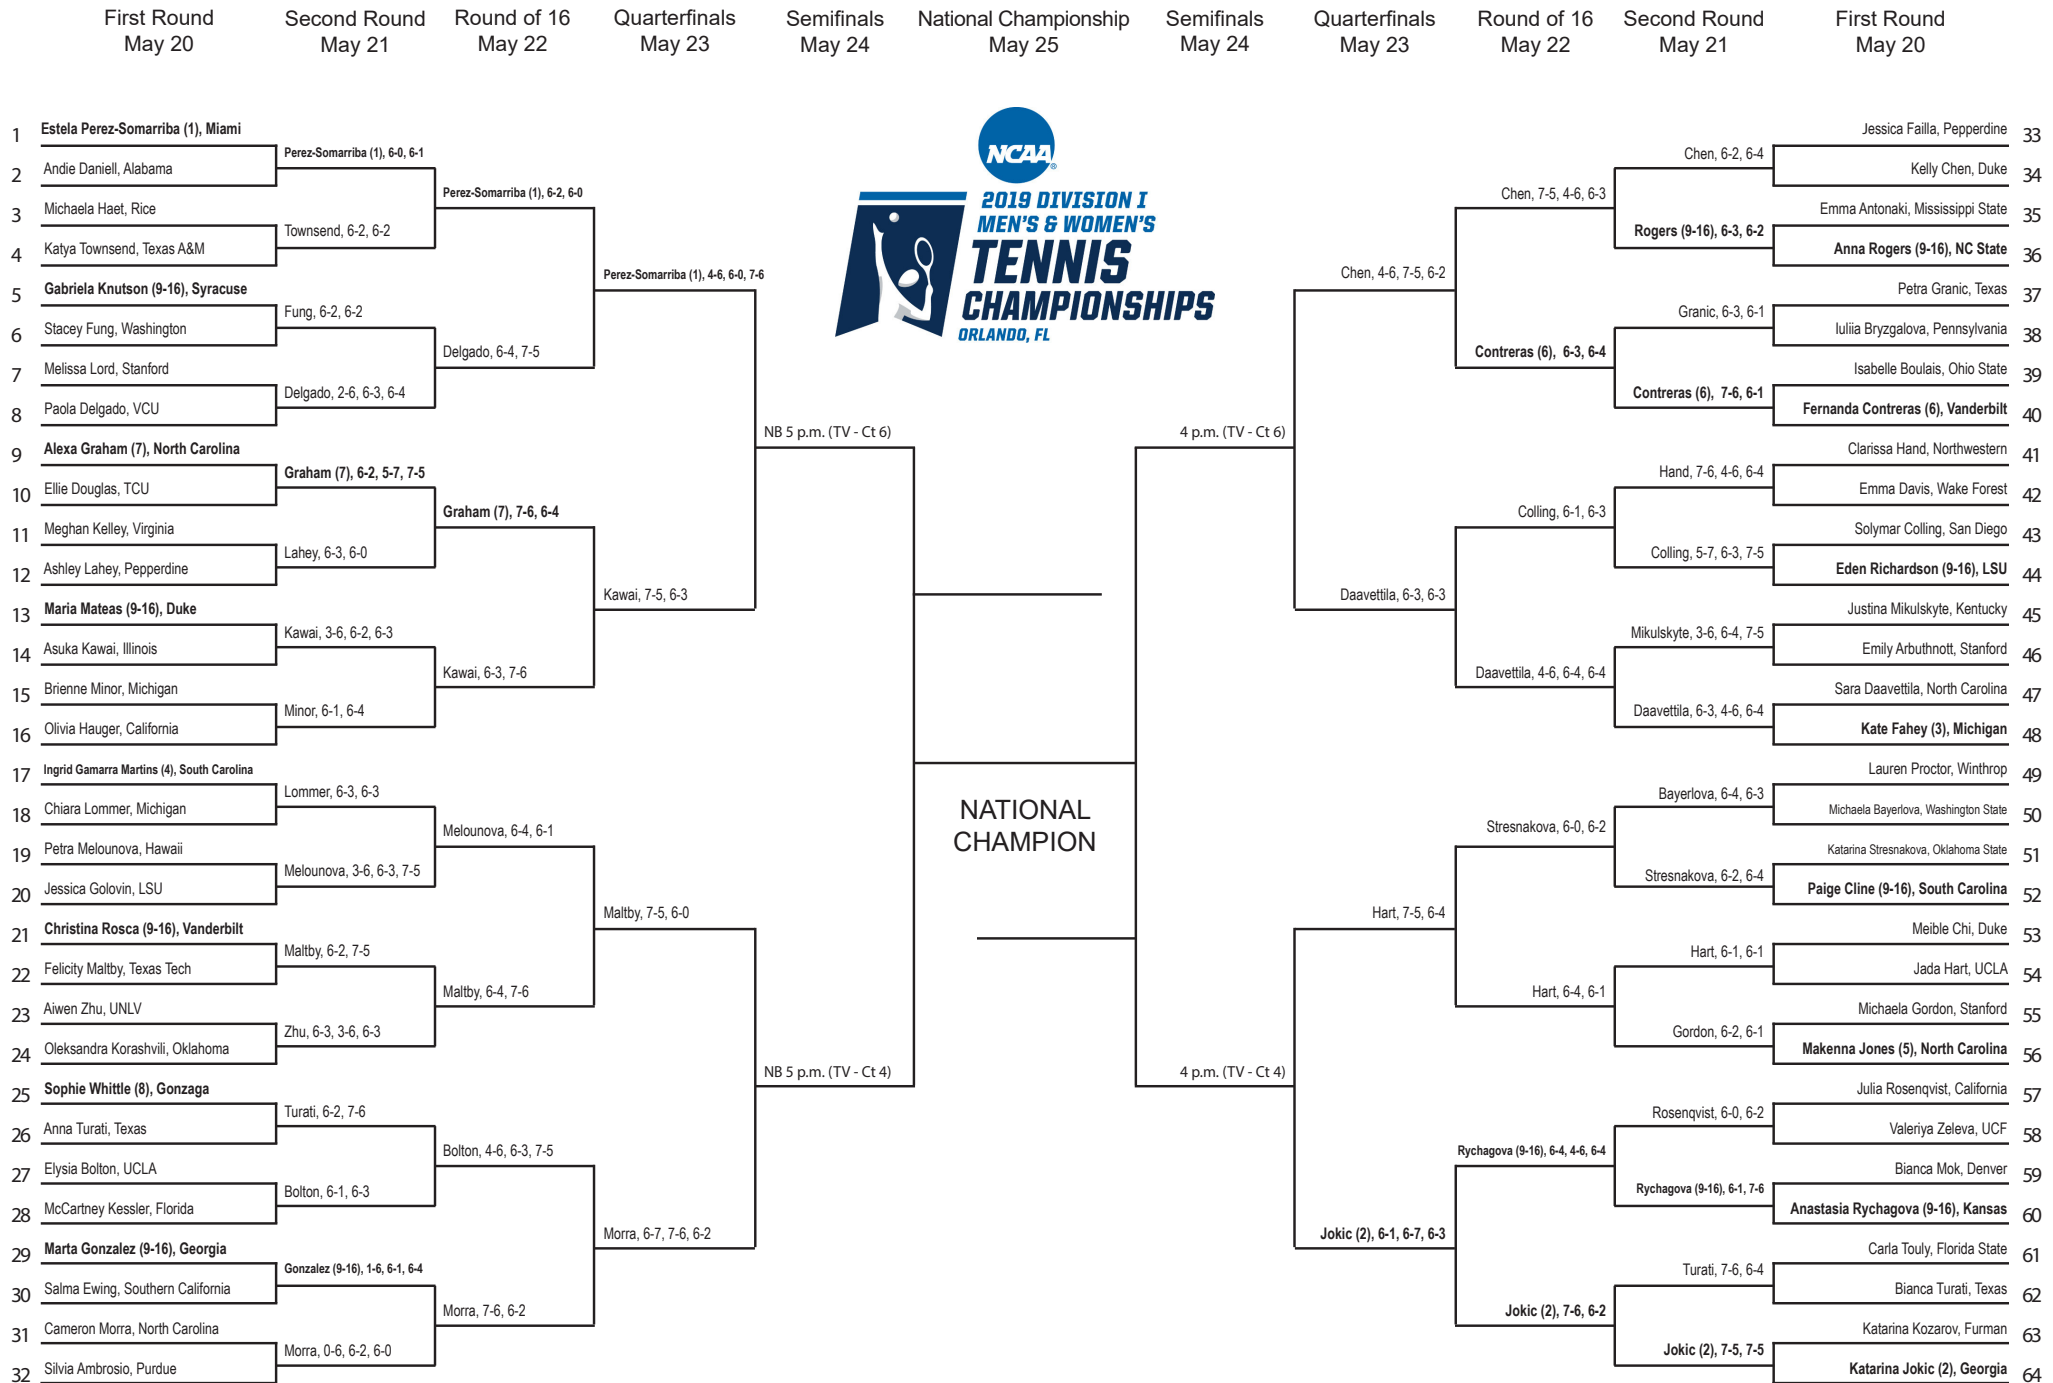 First Round
May 20
Second Round
May 21
Round of 16
May 22
Quarterfinals
May 23
Semifinals
May 24
National Championship
May 25
Semifinals
May 24
Quarterfinals
May 23
Round of 16
May 22
Second Round
May 21
First Round
May 20
NCAA®
2019 DIVISION I
MEN'S & WOMEN'S
TENNIS
CHAMPIONSHIPS
ORLANDO, FL
1 Estela Perez-Somarriba (1), Miami
2 Andie Daniell, Alabama
3 Michaela Haet, Rice
4 Katya Townsend, Texas A&M
5 Gabriela Knutson (9-16), Syracuse
6 Stacey Fung, Washington
7 Melissa Lord, Stanford
8 Paola Delgado, VCU
9 Alexa Graham (7), North Carolina
10 Ellie Douglas, TCU
11 Meghan Kelley, Virginia
12 Ashley Lahey, Pepperdine
13 Maria Mateas (9-16), Duke
14 Asuka Kawai, Illinois
15 Brienne Minor, Michigan
16 Olivia Hauger, California
17 Ingrid Gamarra Martins (4), South Carolina
18 Chiara Lommer, Michigan
19 Petra Melounova, Hawaii
20 Jessica Golovin, LSU
21 Christina Rosca (9-16), Vanderbilt
22 Felicity Maltby, Texas Tech
23 Aiwen Zhu, UNLV
24 Oleksandra Korashvili, Oklahoma
25 Sophie Whittle (8), Gonzaga
26 Anna Turati, Texas
27 Elysia Bolton, UCLA
28 McCartney Kessler, Florida
29 Marta Gonzalez (9-16), Georgia
30 Salma Ewing, Southern California
31 Cameron Morra, North Carolina
32 Silvia Ambrosio, Purdue
Perez-Somarriba (1), 6-0, 6-1
Townsend, 6-2, 6-2
Fung, 6-2, 6-2
Delgado, 2-6, 6-3, 6-4
Graham (7), 6-2, 5-7, 7-5
Lahey, 6-3, 6-0
Kawai, 3-6, 6-2, 6-3
Minor, 6-1, 6-4
Lommer, 6-3, 6-3
Melounova, 3-6, 6-3, 7-5
Maltby, 6-2, 7-5
Zhu, 6-3, 3-6, 6-3
Turati, 6-2, 7-6
Bolton, 6-1, 6-3
Gonzalez (9-16), 1-6, 6-1, 6-4
Morra, 0-6, 6-2, 6-0
Perez-Somarriba (1), 6-2, 6-0
Delgado, 6-4, 7-5
Graham (7), 7-6, 6-4
Kawai, 6-3, 7-6
Melounova, 6-4, 6-1
Maltby, 6-4, 7-6
Bolton, 4-6, 6-3, 7-5
Morra, 7-6, 6-2
Perez-Somarriba (1), 4-6, 6-0, 7-6
Kawai, 7-5, 6-3
Maltby, 7-5, 6-0
Morra, 6-7, 7-6, 6-2
NB 5 p.m. (TV - Ct 6)
NB 5 p.m. (TV - Ct 4)
NATIONAL
CHAMPION
4 p.m. (TV - Ct 6)
4 p.m. (TV - Ct 4)
Chen, 4-6, 7-5, 6-2
Daavettila, 6-3, 6-3
Hart, 7-5, 6-4
Jokic (2), 6-1, 6-7, 6-3
Chen, 7-5, 4-6, 6-3
Contreras (6), 6-3, 6-4
Colling, 6-1, 6-3
Daavettila, 4-6, 6-4, 6-4
Stresnakova, 6-0, 6-2
Hart, 6-4, 6-1
Rychagova (9-16), 6-4, 4-6, 6-4
Jokic (2), 7-6, 6-2
Chen, 6-2, 6-4
Rogers (9-16), 6-3, 6-2
Granic, 6-3, 6-1
Contreras (6), 7-6, 6-1
Hand, 7-6, 4-6, 6-4
Colling, 5-7, 6-3, 7-5
Mikulskyte, 3-6, 6-4, 7-5
Daavettila, 6-3, 4-6, 6-4
Bayerlova, 6-4, 6-3
Stresnakova, 6-2, 6-4
Hart, 6-1, 6-1
Gordon, 6-2, 6-1
Rosenqvist, 6-0, 6-2
Rychagova (9-16), 6-1, 7-6
Turati, 7-6, 6-4
Jokic (2), 7-5, 7-5
Jessica Failla, Pepperdine 33
Kelly Chen, Duke 34
Emma Antonaki, Mississippi State 35
Anna Rogers (9-16), NC State 36
Petra Granic, Texas 37
Iuliia Bryzgalova, Pennsylvania 38
Isabelle Boulais, Ohio State 39
Fernanda Contreras (6), Vanderbilt 40
Clarissa Hand, Northwestern 41
Emma Davis, Wake Forest 42
Solymar Colling, San Diego 43
Eden Richardson (9-16), LSU 44
Justina Mikulskyte, Kentucky 45
Emily Arbuthnott, Stanford 46
Sara Daavettila, North Carolina 47
Kate Fahey (3), Michigan 48
Lauren Proctor, Winthrop 49
Michaela Bayerlova, Washington State 50
Katarina Stresnakova, Oklahoma State 51
Paige Cline (9-16), South Carolina 52
Meible Chi, Duke 53
Jada Hart, UCLA 54
Michaela Gordon, Stanford 55
Makenna Jones (5), North Carolina 56
Julia Rosenqvist, California 57
Valeriya Zeleva, UCF 58
Bianca Mok, Denver 59
Anastasia Rychagova (9-16), Kansas 60
Carla Touly, Florida State 61
Bianca Turati, Texas 62
Katarina Kozarov, Furman 63
Katarina Jokic (2), Georgia 64